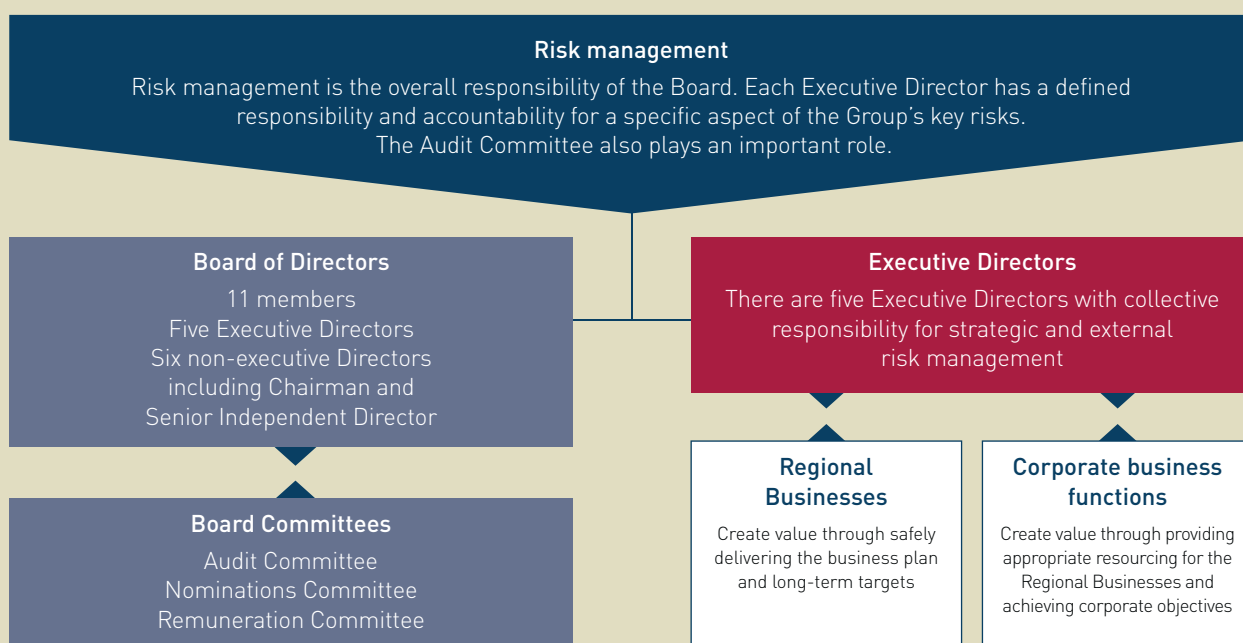 Risk management
Risk management is the overall responsibility of the Board. Each Executive Director has a defined
responsibility and accountability for a specific aspect of the Group’s key risks.
The Audit Committee also plays an important role.
Board of Directors
11 members
Five Executive Directors
Six non-executive Directors
including Chairman and
Senior Independent Director
Executive Directors
There are five Executive Directors with collective
responsibility for strategic and external
risk management
Board Committees
Audit Committee
Nominations Committee
Remuneration Committee
Regional
Businesses
Create value through safely
delivering the business plan
and long-term targets
Corporate business
functions
Create value through providing
appropriate resourcing for the
Regional Businesses and
achieving corporate objectives